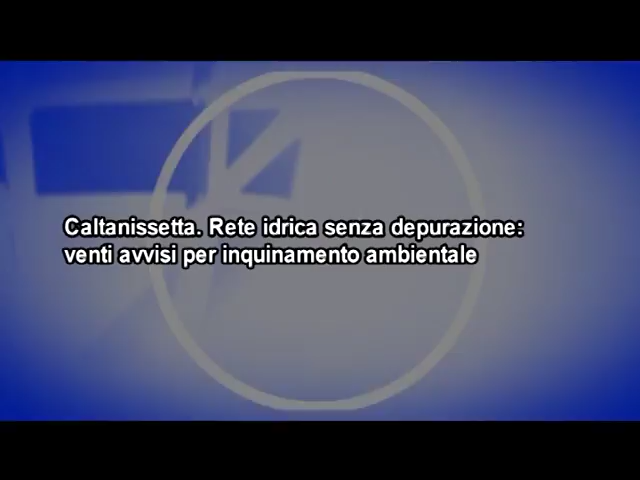 Caltanissetta. Rete idrica senza depurazione:
venti avvisi per inquinamento ambientale